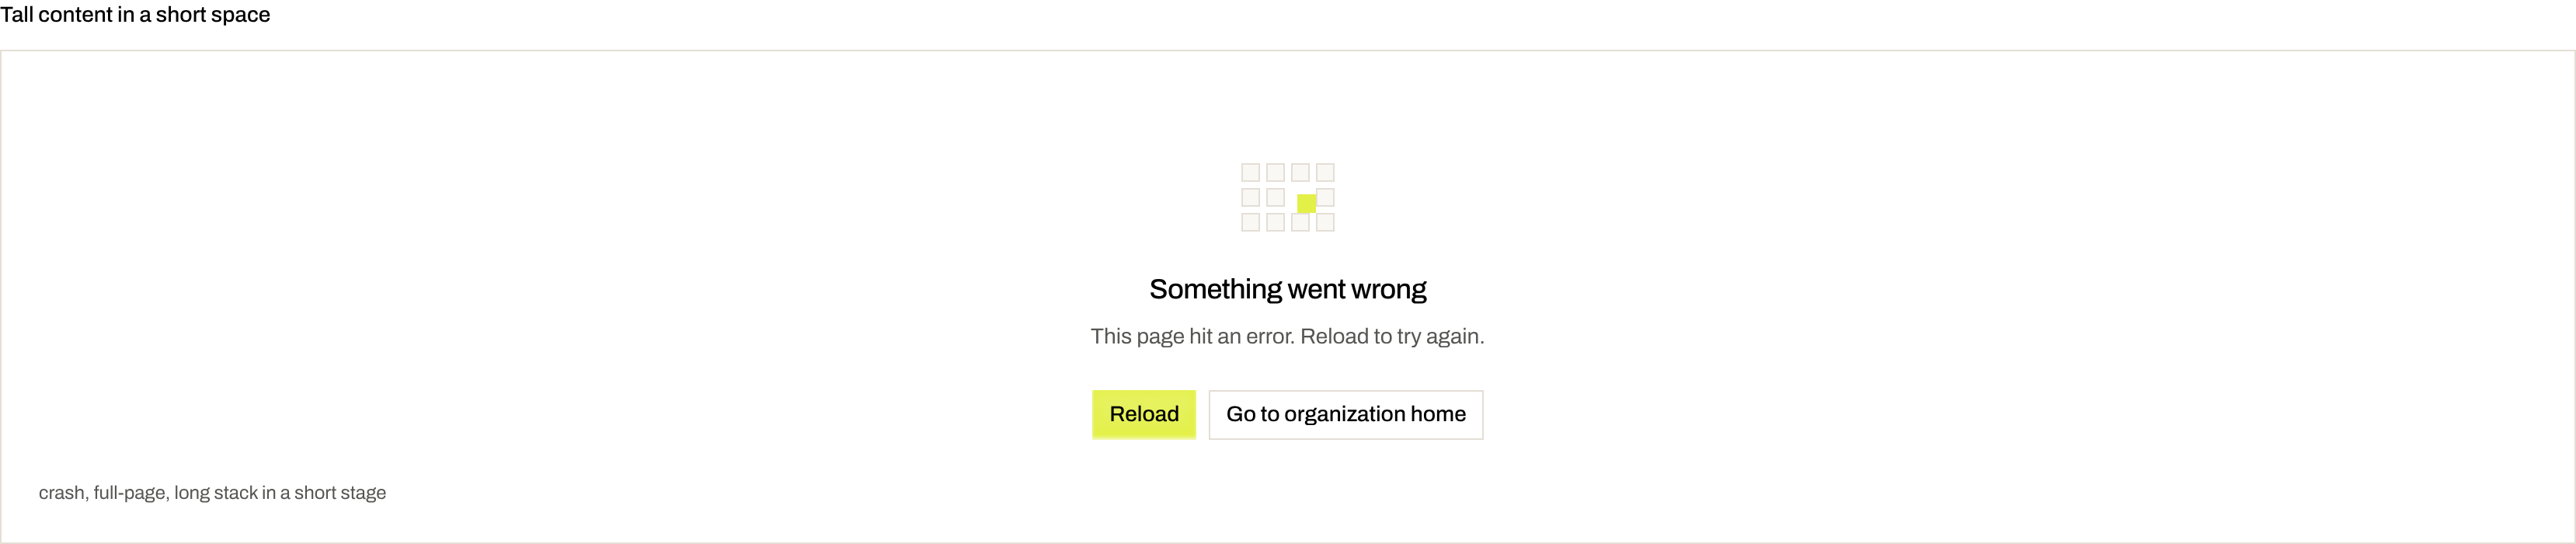 Tall content in a short space
Something went wrong
This page hit an error. Reload to try again.
Reload
Go to organization home
crash, full-page, long stack in a short stage